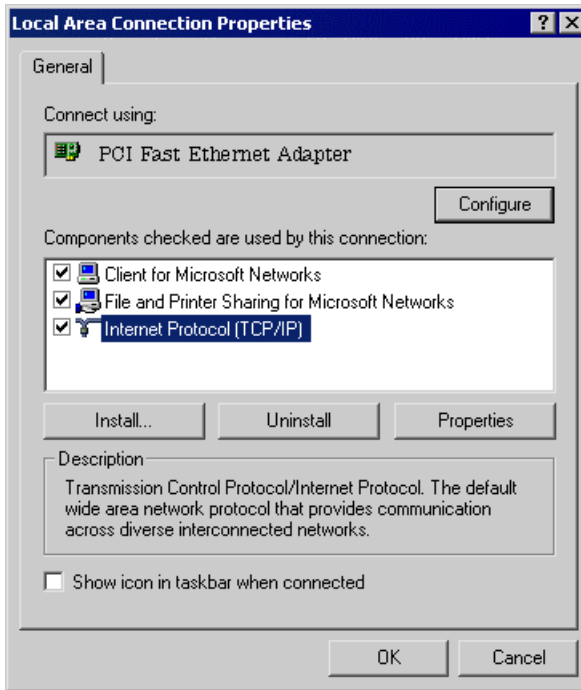 Local Area Connection Properties
General
Connect using:
PCI Fast Ethernet Adapter
Configure
Components checked are used by this connection:
Client for Microsoft Networks
File and Printer Sharing for Microsoft Networks
Internet Protocol (TCP/IP)
Install... Uninstall Properties
Description
Transmission Control Protocol/Internet Protocol. The default
wide area network protocol that provides communication
across diverse interconnected networks.
Show icon in taskbar when connected
OK Cancel